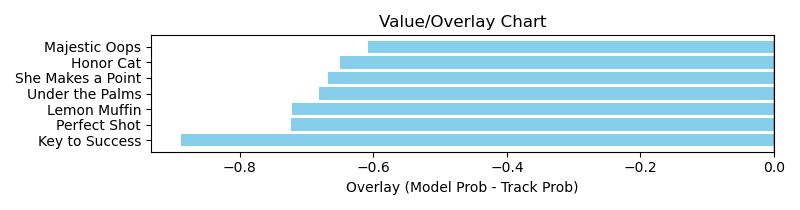 Value/Overlay Chart
Majestic Oops
Honor Cat
She Makes a Point
Under the Palms
Lemon Muffin
Perfect Shot
Key to Success
−0.8 −0.6 −0.4 −0.2 0.0
Overlay (Model Prob - Track Prob)